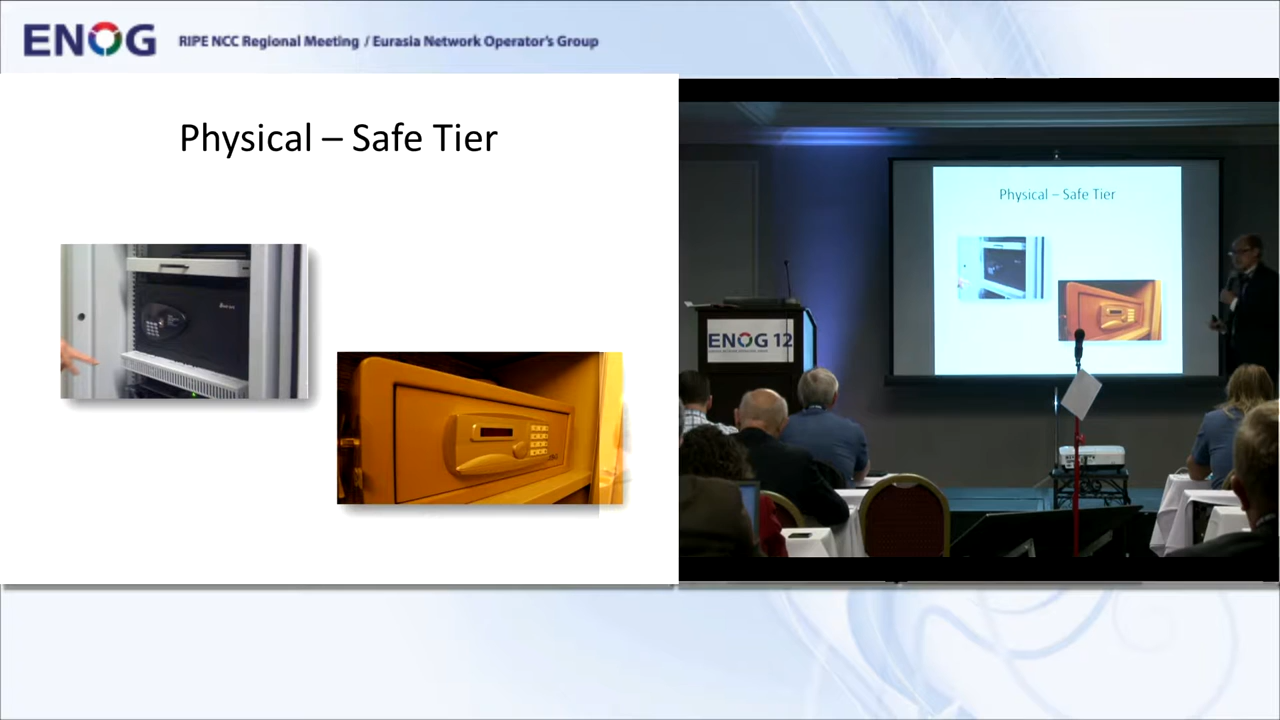 ENOG
RIPE NCC Regional Meeting / Eurasia Network Operator's Group
Physical – Safe Tier
Physical – Safe Tier
ENOG 12